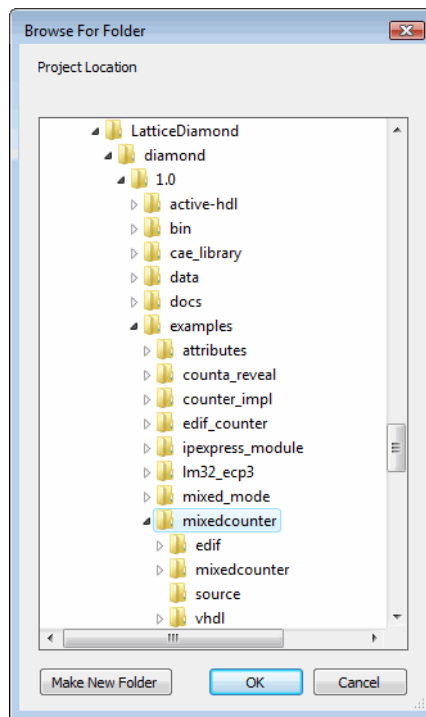 Browse For Folder
Project Location
LatticeDiamond
diamond
1.0
active-hdl
bin
cae_library
data
docs
examples
attributes
counta_reveal
counter_impl
edif_counter
ipexpress_module
lm32_ecp3
mixed_mode
mixedcounter
edif
mixedcounter
source
vhdl
Make New Folder OK Cancel